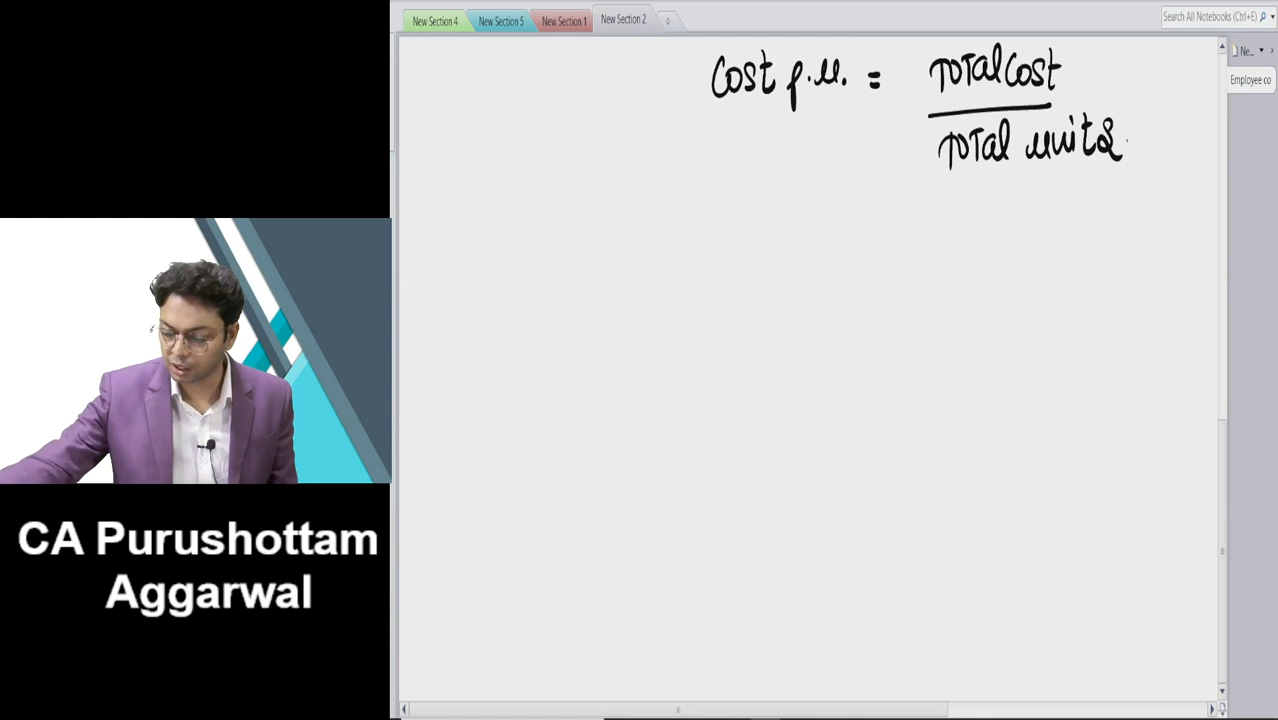 New Section 4
New Section 5
New Section 1
New Section 2
Search All Notebooks (Ctrl+E)
Ne...
Employee co
Cost p.u. = Total Cost
Total units
CA Purushottam
Aggarwal